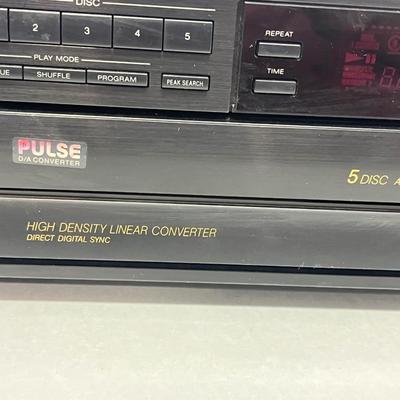 DISC
2 3 4 5
REPEAT
PLAY MODE
TIME
UE SHUFFLE PROGRAM
PEAK SEARCH
PULSE
D/A CONVERTER
5 DISC A
HIGH DENSITY LINEAR CONVERTER
DIRECT DIGITAL SYNC